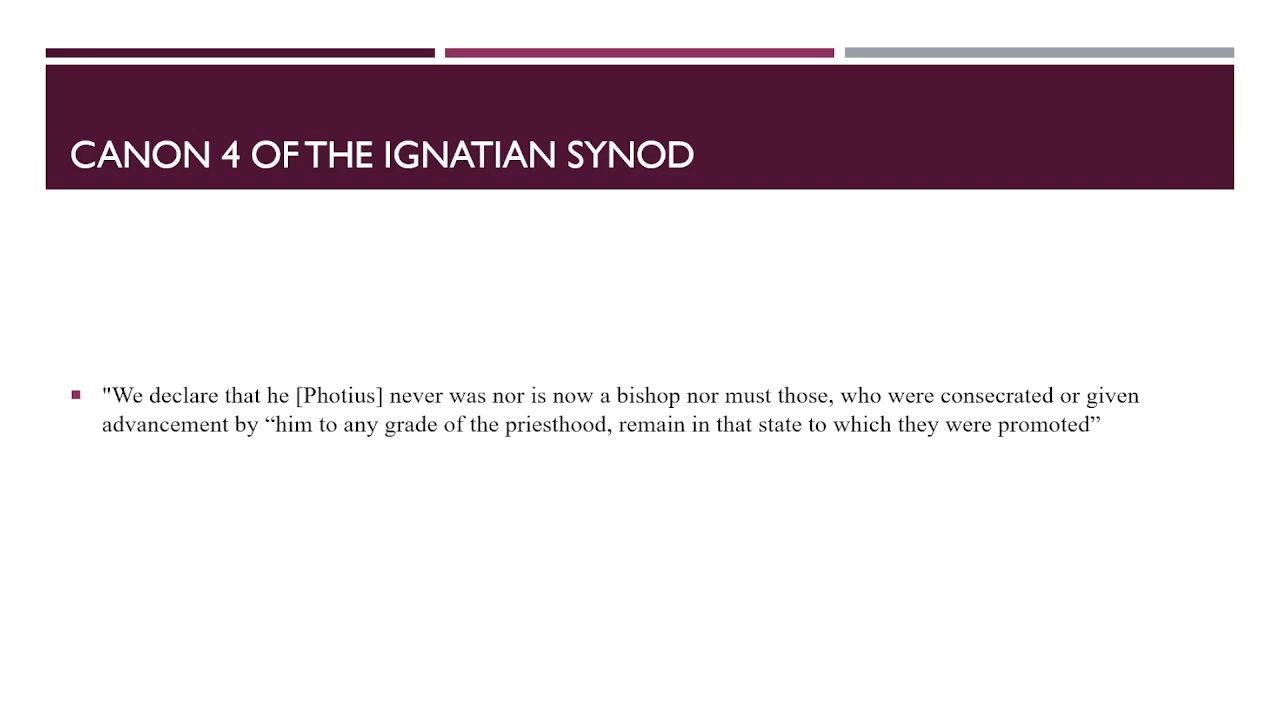 CANON 4 OF THE IGNATIAN SYNOD
"We declare that he [Photius] never was nor is now a bishop nor must those, who were consecrated or given
advancement by “him to any grade of the priesthood, remain in that state to which they were promoted”